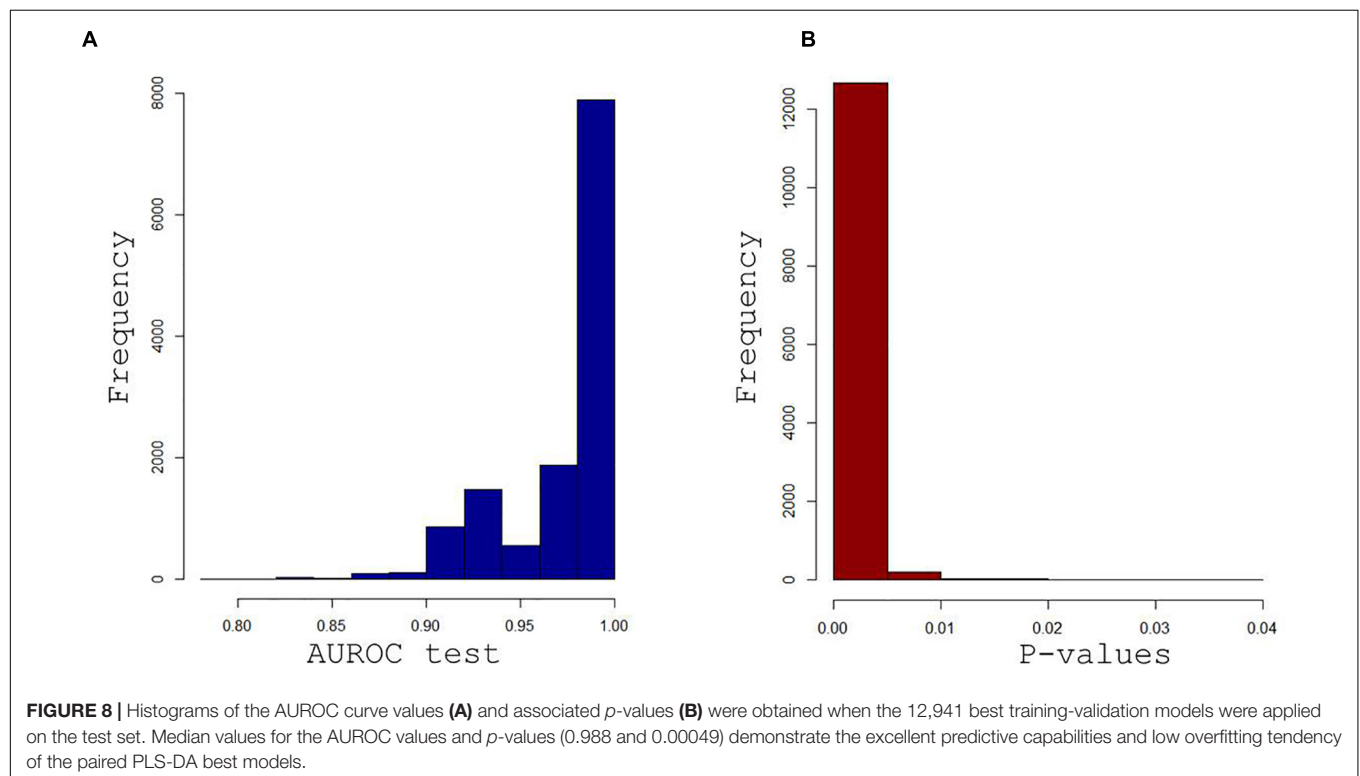 A
B
8000
6000
4000
2000
0
Frequency
0.80 0.85 0.90 0.95 1.00
AUROC test
12000
10000
8000
6000
4000
2000
0
Frequency
0.00 0.01 0.02 0.03 0.04
P-values
FIGURE 8 | Histograms of the AUROC curve values (A) and associated p-values (B) were obtained when the 12,941 best training-validation models were applied
on the test set. Median values for the AUROC values and p-values (0.988 and 0.00049) demonstrate the excellent predictive capabilities and low overfitting tendency
of the paired PLS-DA best models.